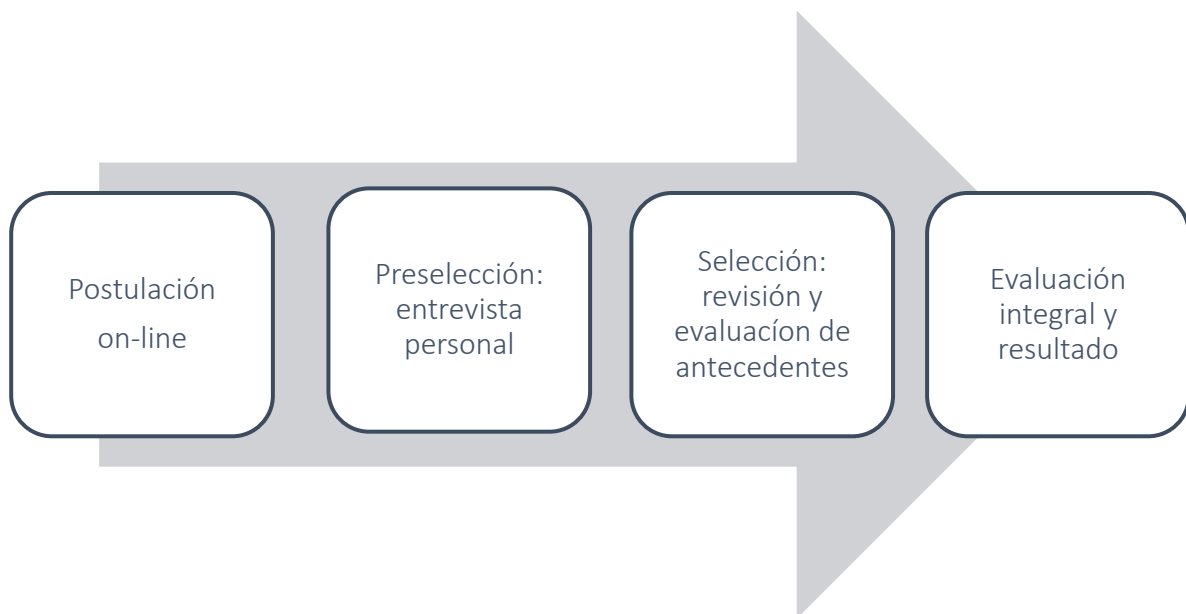 Postulación
on-line
Preselección:
entrevista
personal
Selección:
revisión y
evaluacíon de
antecedentes
Evaluación
integral y
resultado